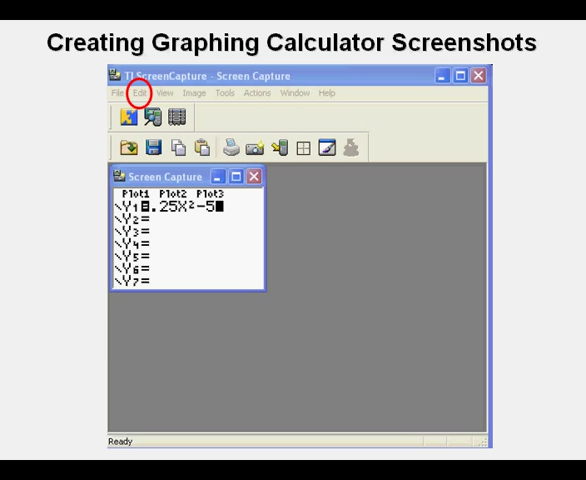 Creating Graphing Calculator Screenshots
TI ScreenCapture - Screen Capture
File Edit View Image Tools Actions Window Help
Screen Capture
Plot1 Plot2 Plot3
\Y1=.25X²-5
\Y2=
\Y3=
\Y4=
\Y5=
\Y6=
\Y7=
Ready